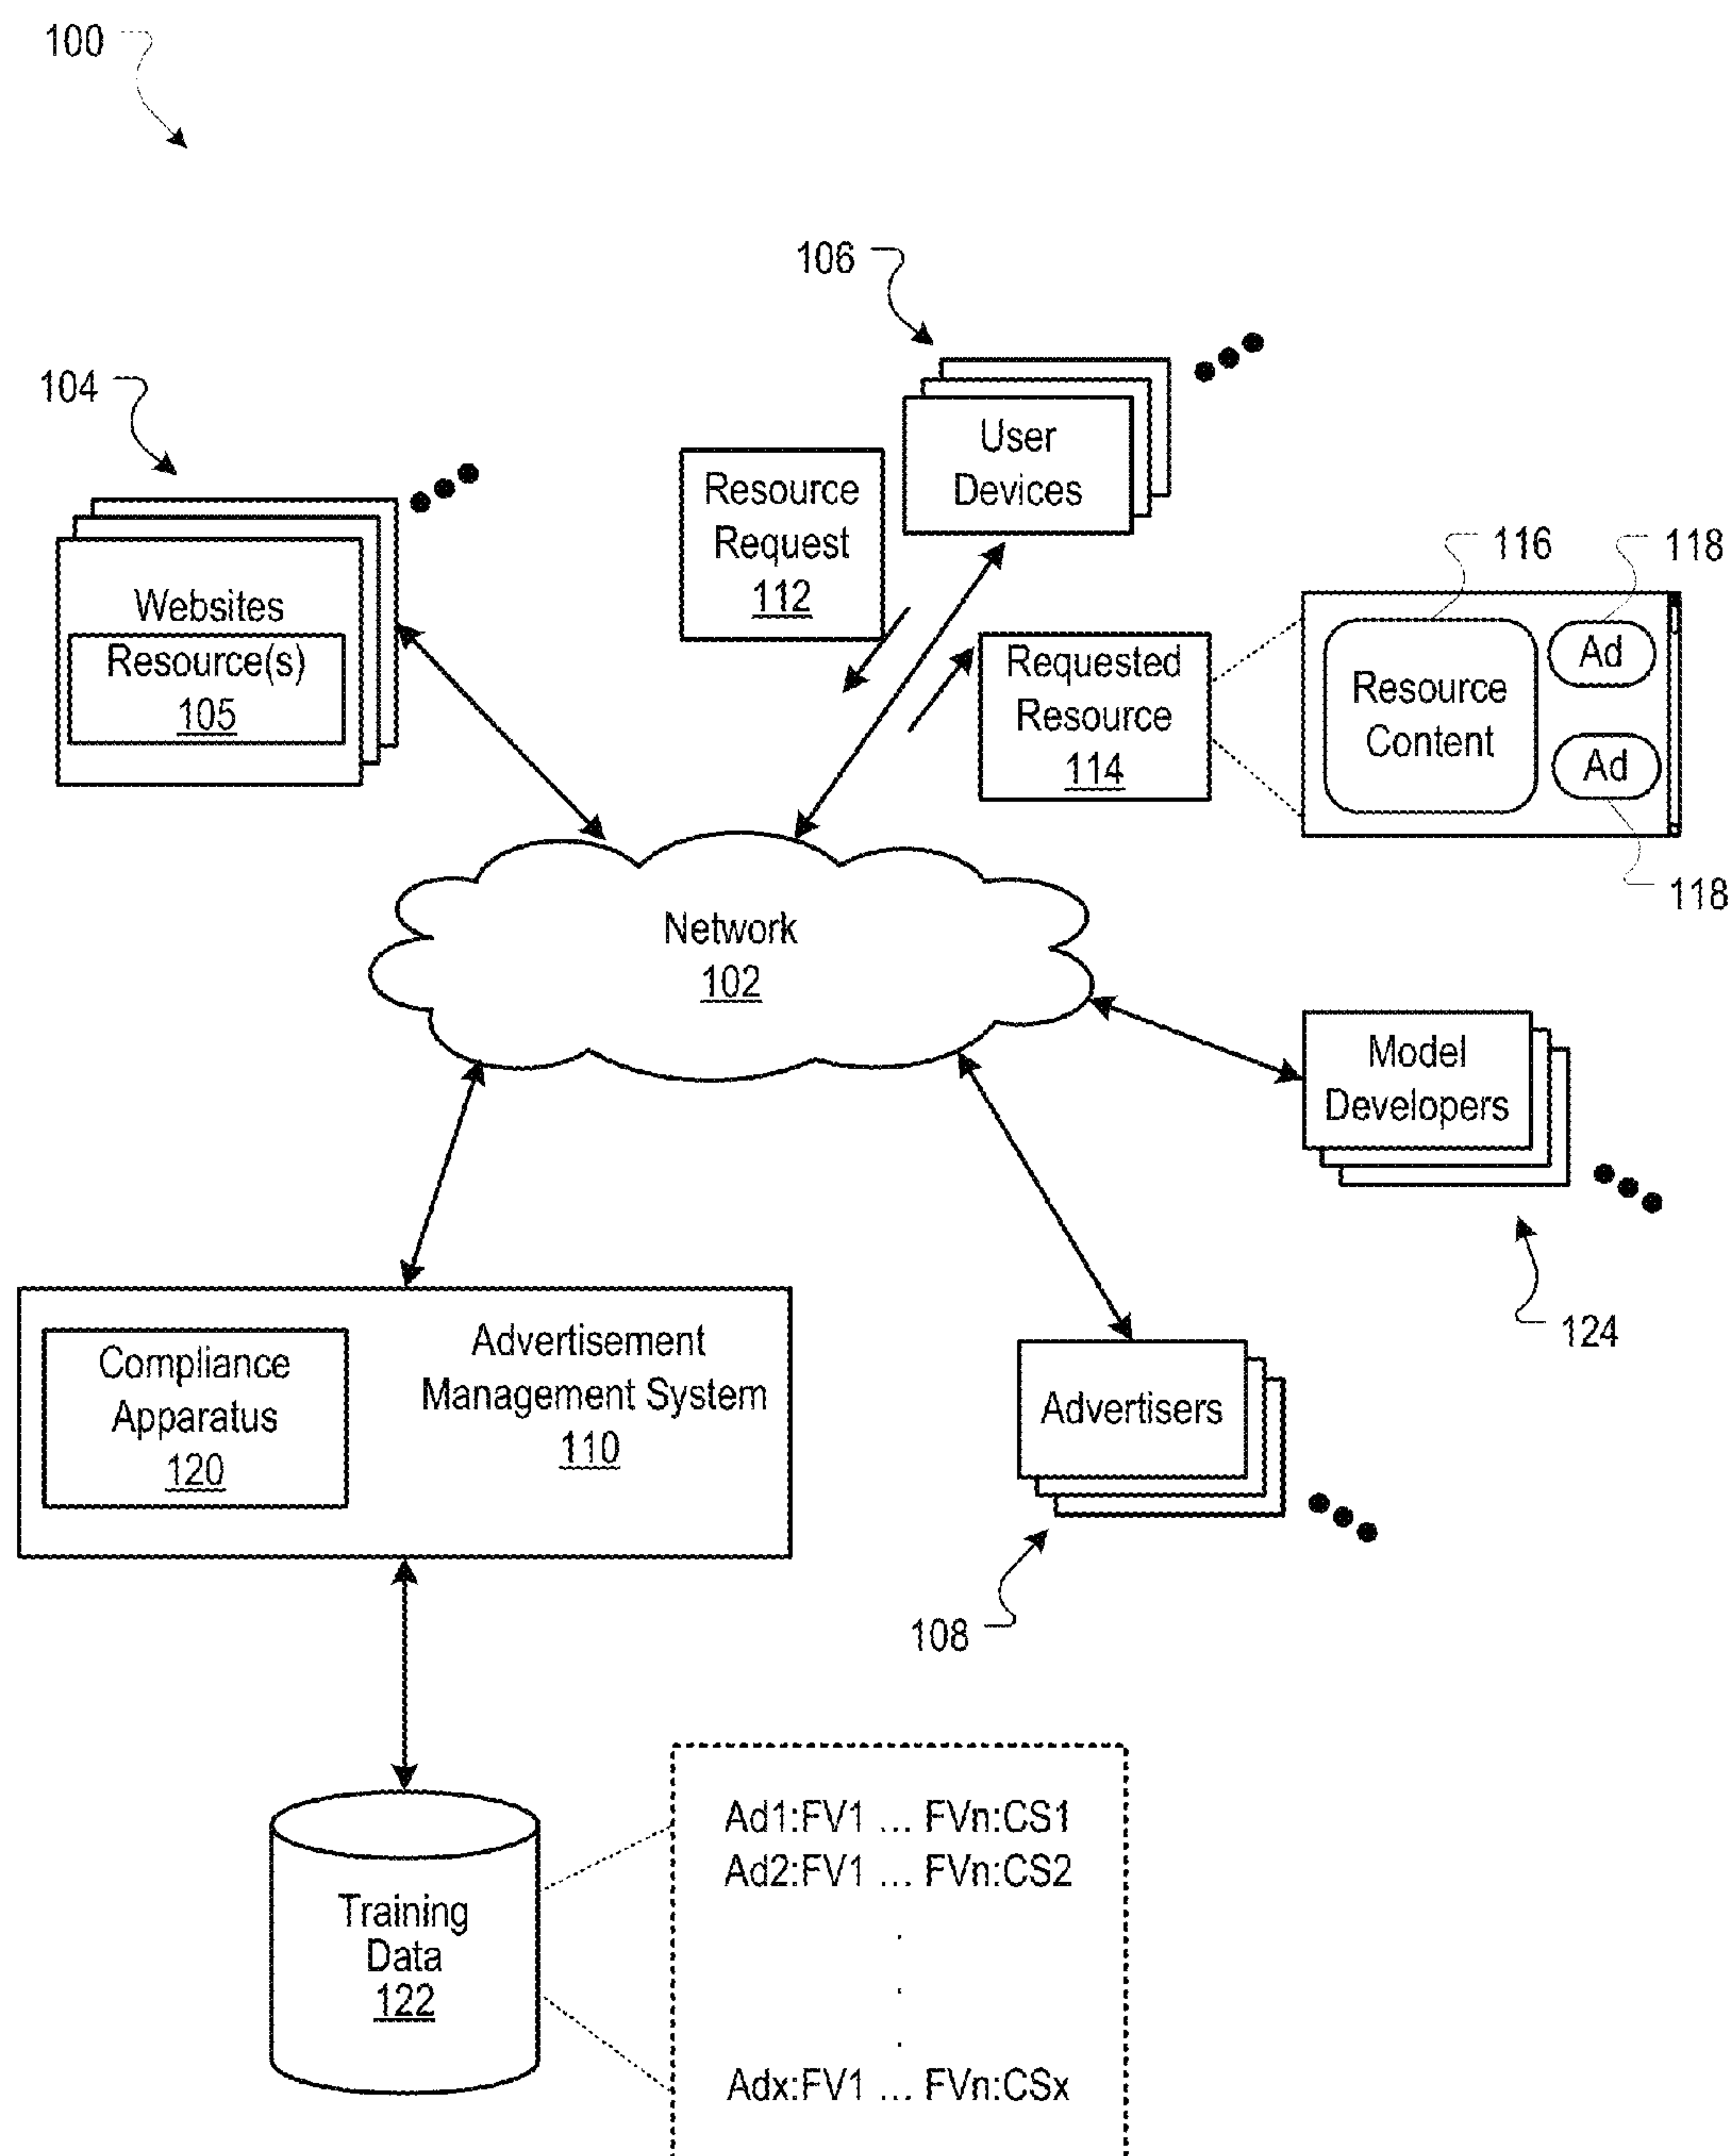 100
106
104
User
Devices
Resource
Request
112
Websites
Resource(s)
105
116
118
Requested
Resource
114
Resource
Content
Ad
Ad
118
Network
102
Model
Developers
124
Compliance
Apparatus
120
Advertisement
Management System
110
Advertisers
108
Training
Data
122
Ad1:FV1 ... FVn:CS1
Ad2:FV1 ... FVn:CS2
.
.
.
Adx:FV1 ... FVn:CSx